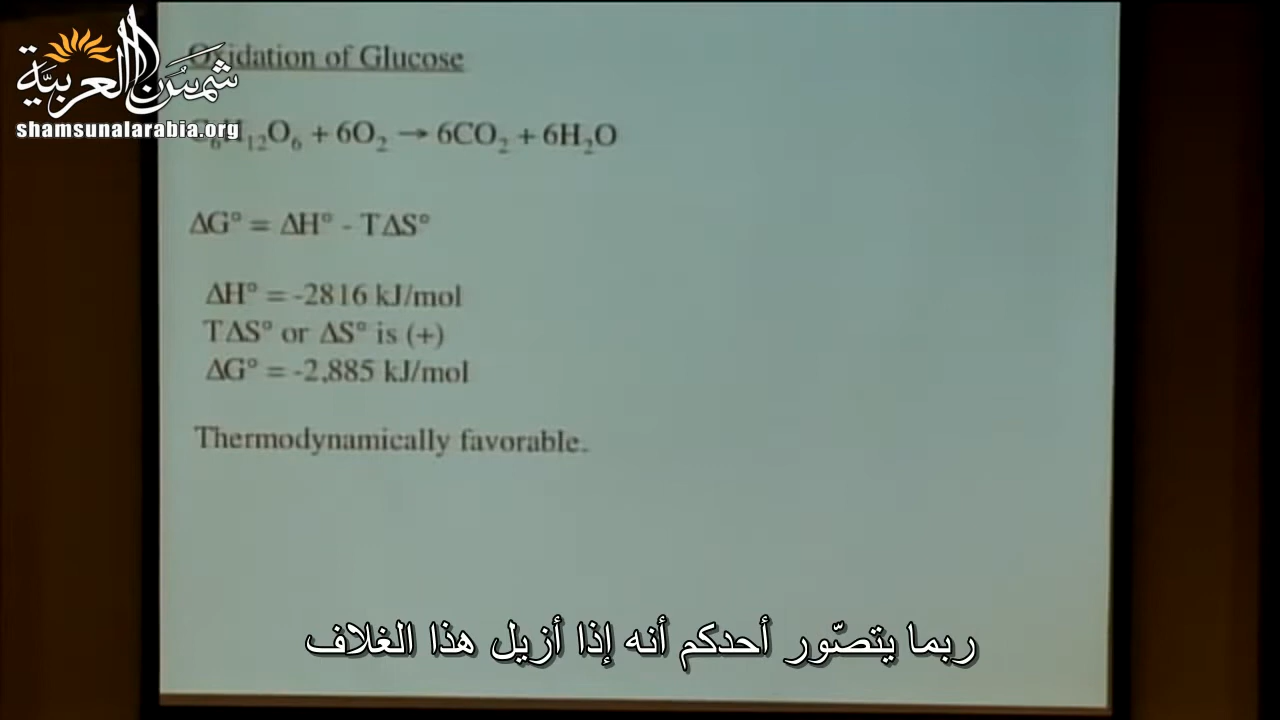 شمس العربية
shamsunalarabia.org
Oxidation of Glucose
C₆H₁₂O₆ + 6O₂ → 6CO₂ + 6H₂O
ΔG° = ΔH° - TΔS°
ΔH° = -2816 kJ/mol
TΔS° or ΔS° is (+)
ΔG° = -2,885 kJ/mol
Thermodynamically favorable.
ربما يتصّور أحدكم أنه إذا أزيل هذا الغلاف